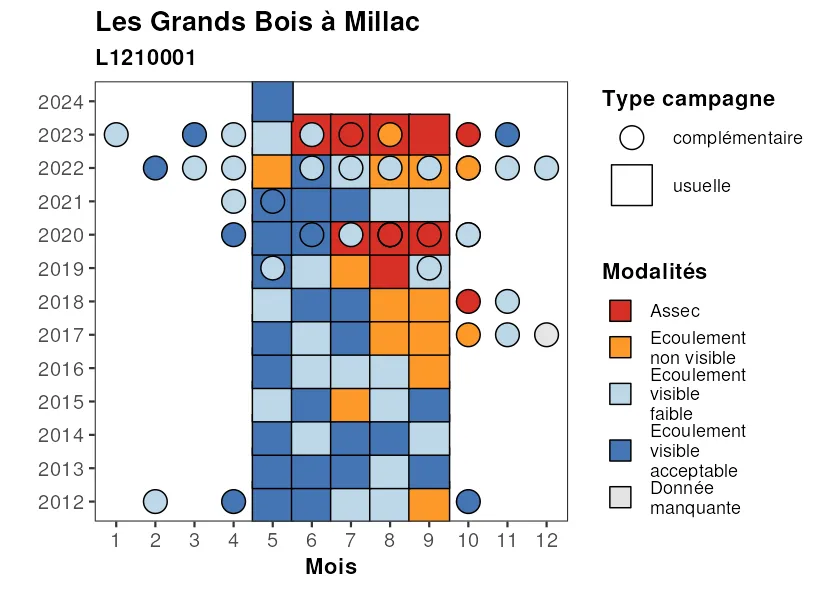 Les Grands Bois à Millac
L1210001
2024
2023
2022
2021
2020
2019
2018
2017
2016
2015
2014
2013
2012
1 2 3 4 5 6 7 8 9 10 11 12
Mois
Type campagne
complémentaire
usuelle
Modalités
Assec
Ecoulement
non visible
Ecoulement
visible
faible
Ecoulement
visible
acceptable
Donnée
manquante